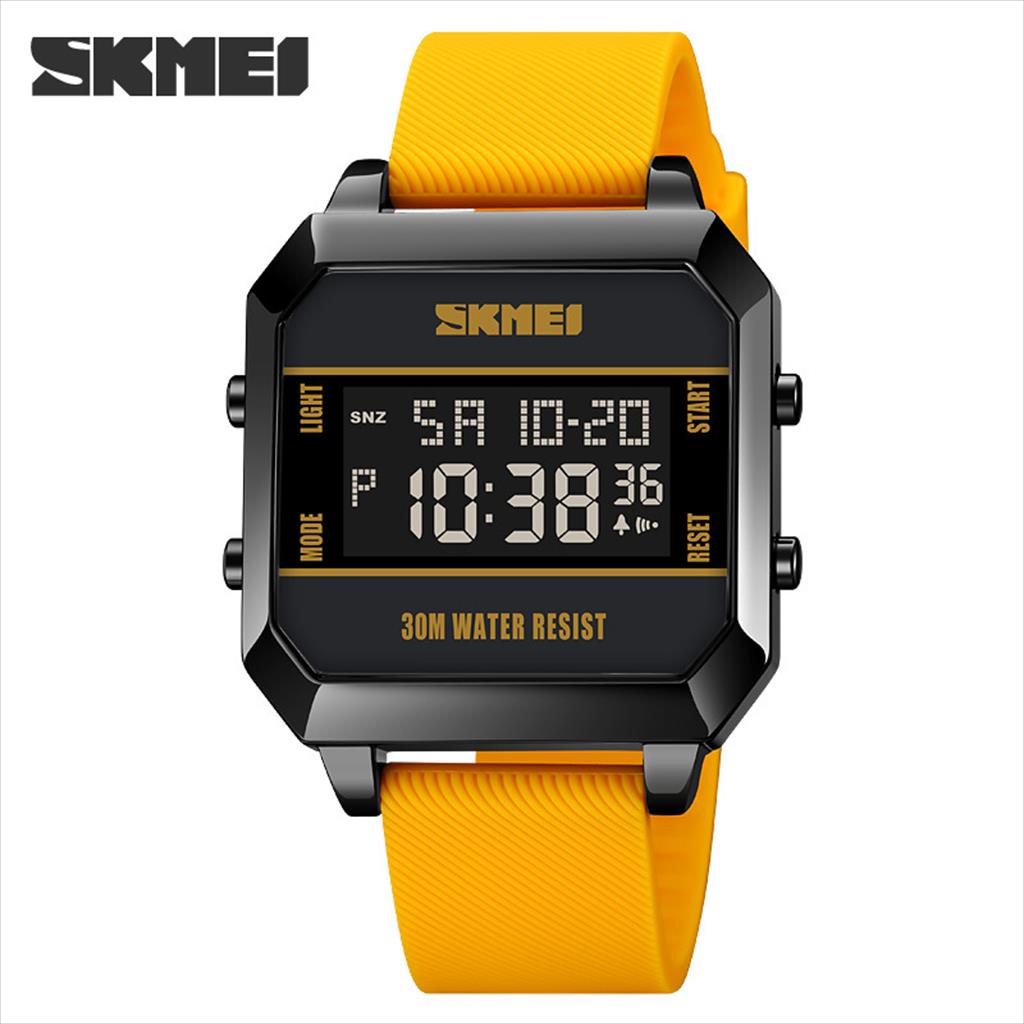 SKMEI
SKMEI
LIGHT
START
SNZ SA 10-20
P 10:38 36
MODE
RESET
30M WATER RESIST